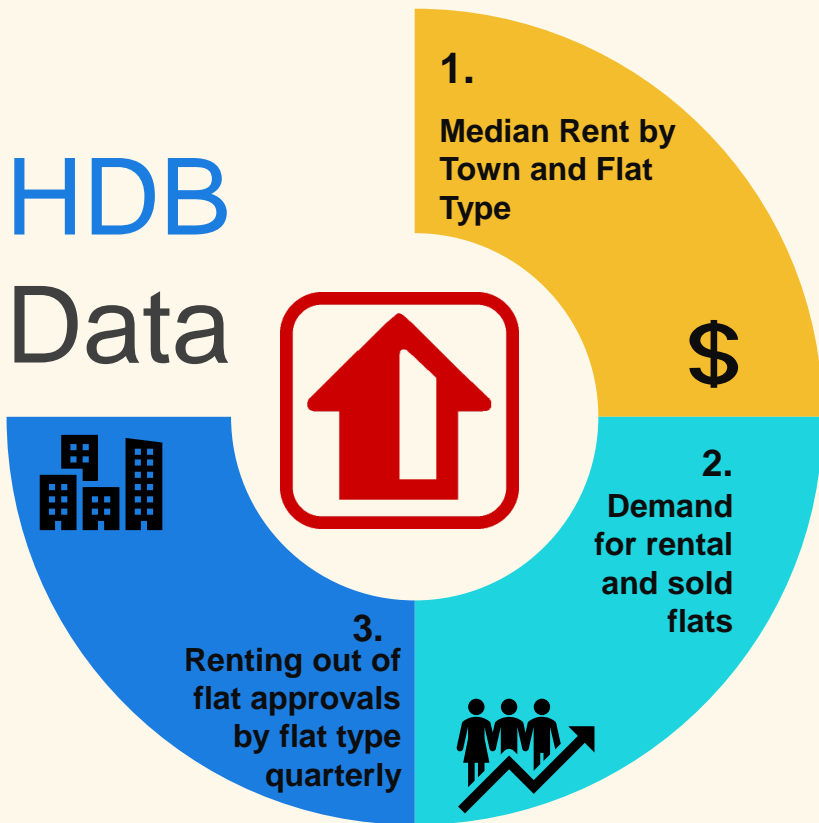 HDB
Data
1.
Median Rent by
Town and Flat
Type
$
2.
Demand
for rental
and sold
flats
3.
Renting out of
flat approvals
by flat type
quarterly